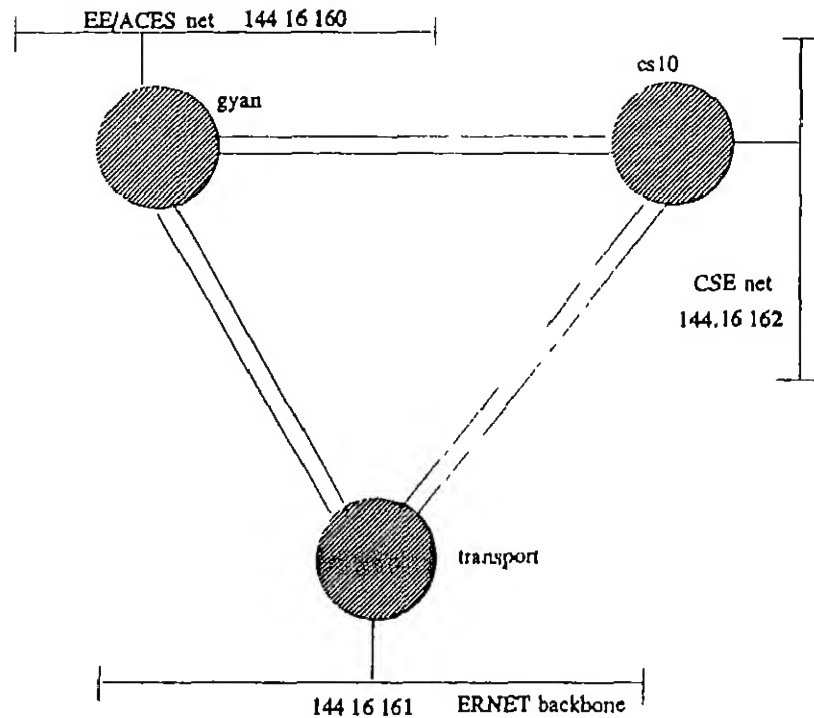 EE/ACES net 144 16 160
gyan
cs10
CSE net
144.16 162
transport
144 16 161 ERNET backbone